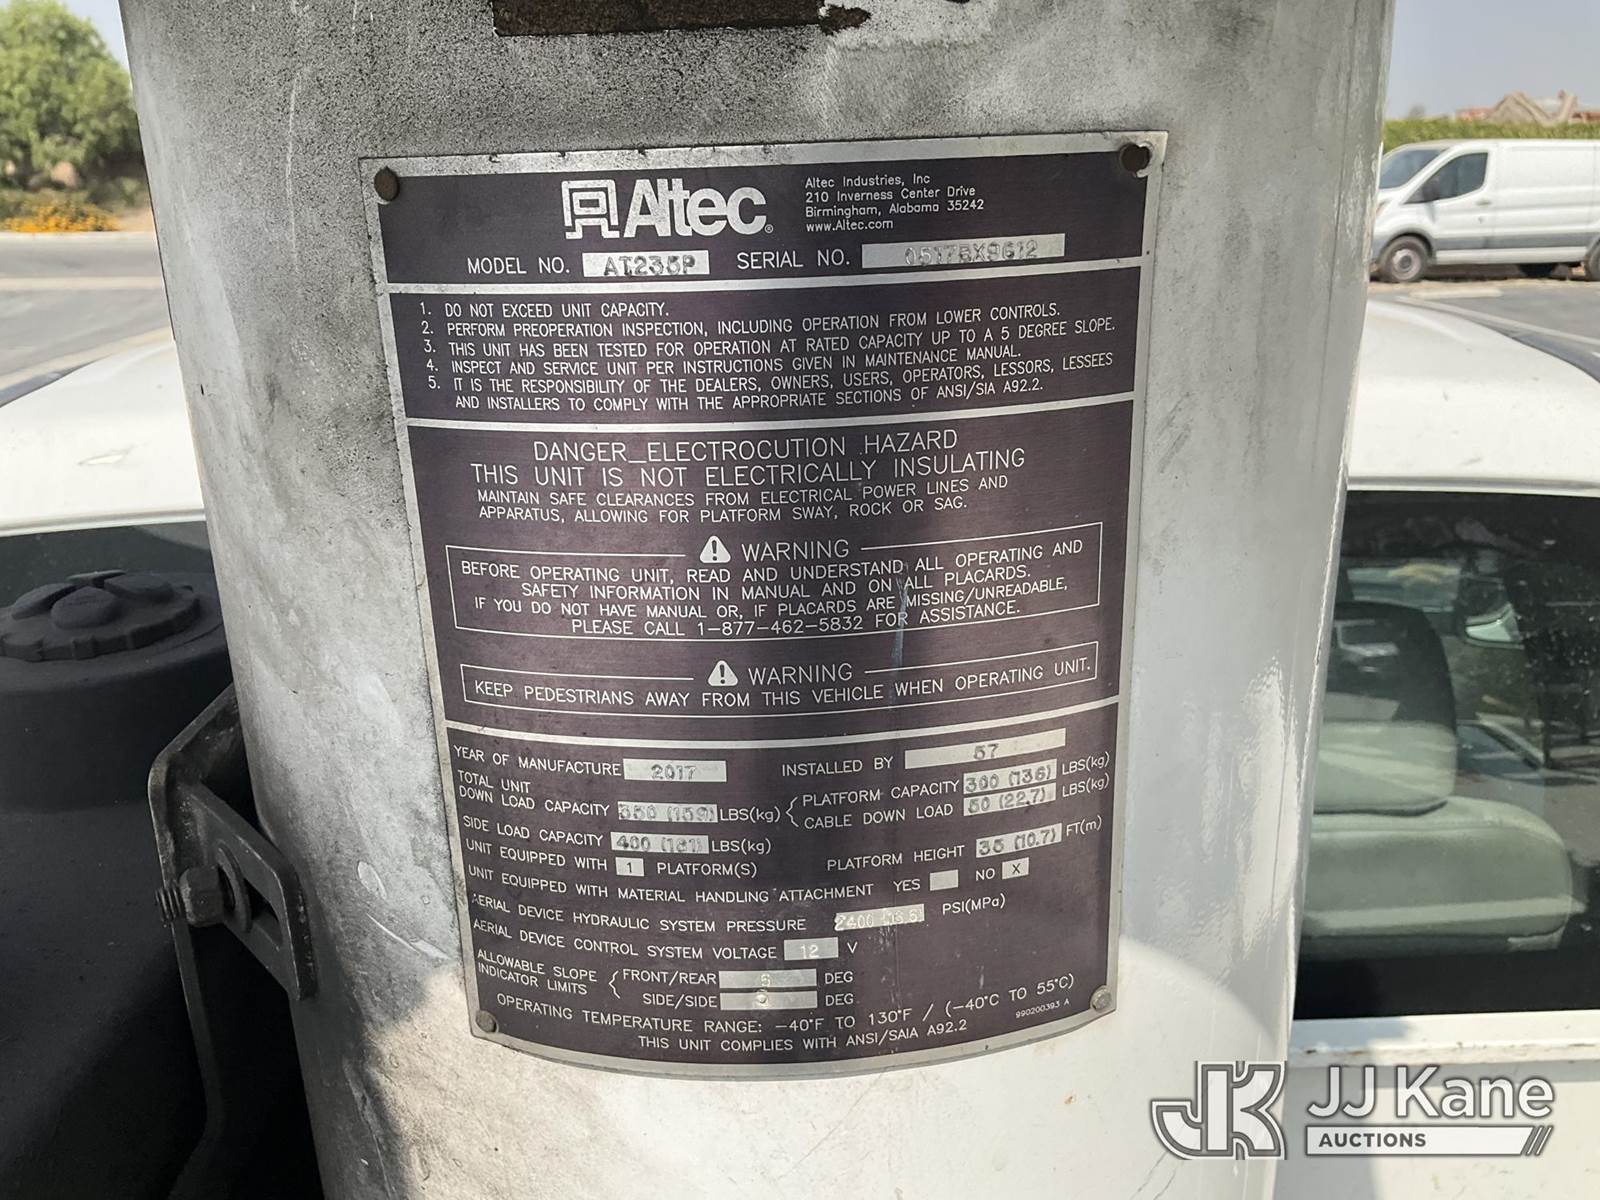 Altec®
Altec Industries, Inc
210 Inverness Center Drive
Birmingham, Alabama 35242
www.Altec.com
MODEL NO. AT235P SERIAL NO.
1. DO NOT EXCEED UNIT CAPACITY.
2. PERFORM PREOPERATION INSPECTION, INCLUDING OPERATION FROM LOWER CONTROLS.
3. THIS UNIT HAS BEEN TESTED FOR OPERATION AT RATED CAPACITY UP TO A 5 DEGREE SLOPE.
4. INSPECT AND SERVICE UNIT PER INSTRUCTIONS GIVEN IN MAINTENANCE MANUAL.
5. IT IS THE RESPONSIBILITY OF THE DEALERS, OWNERS, USERS, OPERATORS, LESSORS, LESSEES
AND INSTALLERS TO COMPLY WITH THE APPROPRIATE SECTIONS OF ANSI/SIA A92.2.
DANGER_ELECTROCUTION HAZARD
THIS UNIT IS NOT ELECTRICALLY INSULATING
MAINTAIN SAFE CLEARANCES FROM ELECTRICAL POWER LINES AND
APPARATUS, ALLOWING FOR PLATFORM SWAY, ROCK OR SAG.
WARNING
BEFORE OPERATING UNIT, READ AND UNDERSTAND ALL OPERATING AND
SAFETY INFORMATION IN MANUAL AND ON ALL PLACARDS.
IF YOU DO NOT HAVE MANUAL OR, IF PLACARDS ARE MISSING/UNREADABLE,
PLEASE CALL 1-877-462-5832 FOR ASSISTANCE.
WARNING
KEEP PEDESTRIANS AWAY FROM THIS VEHICLE WHEN OPERATING UNIT.
YEAR OF MANUFACTURE 2017 INSTALLED BY 57
TOTAL UNIT
DOWN LOAD CAPACITY 350 (159) LBS(kg) PLATFORM CAPACITY 300 (136) LBS(kg)
CABLE DOWN LOAD 50 (22.7) LBS(kg)
SIDE LOAD CAPACITY 400 (181) LBS(kg)
UNIT EQUIPPED WITH 1 PLATFORM(S) PLATFORM HEIGHT 35 (10.7) FT(m)
UNIT EQUIPPED WITH MATERIAL HANDLING ATTACHMENT YES NO X
AERIAL DEVICE HYDRAULIC SYSTEM PRESSURE 2400 PSI(MPa)
AERIAL DEVICE CONTROL SYSTEM VOLTAGE 12 V
ALLOWABLE SLOPE
INDICATOR LIMITS
FRONT/REAR DEG
SIDE/SIDE DEG
OPERATING TEMPERATURE RANGE: -40°F TO 130°F / (-40°C TO 55°C)
THIS UNIT COMPLIES WITH ANSI/SAIA A92.2
990200393 A
JK JJ Kane
AUCTIONS